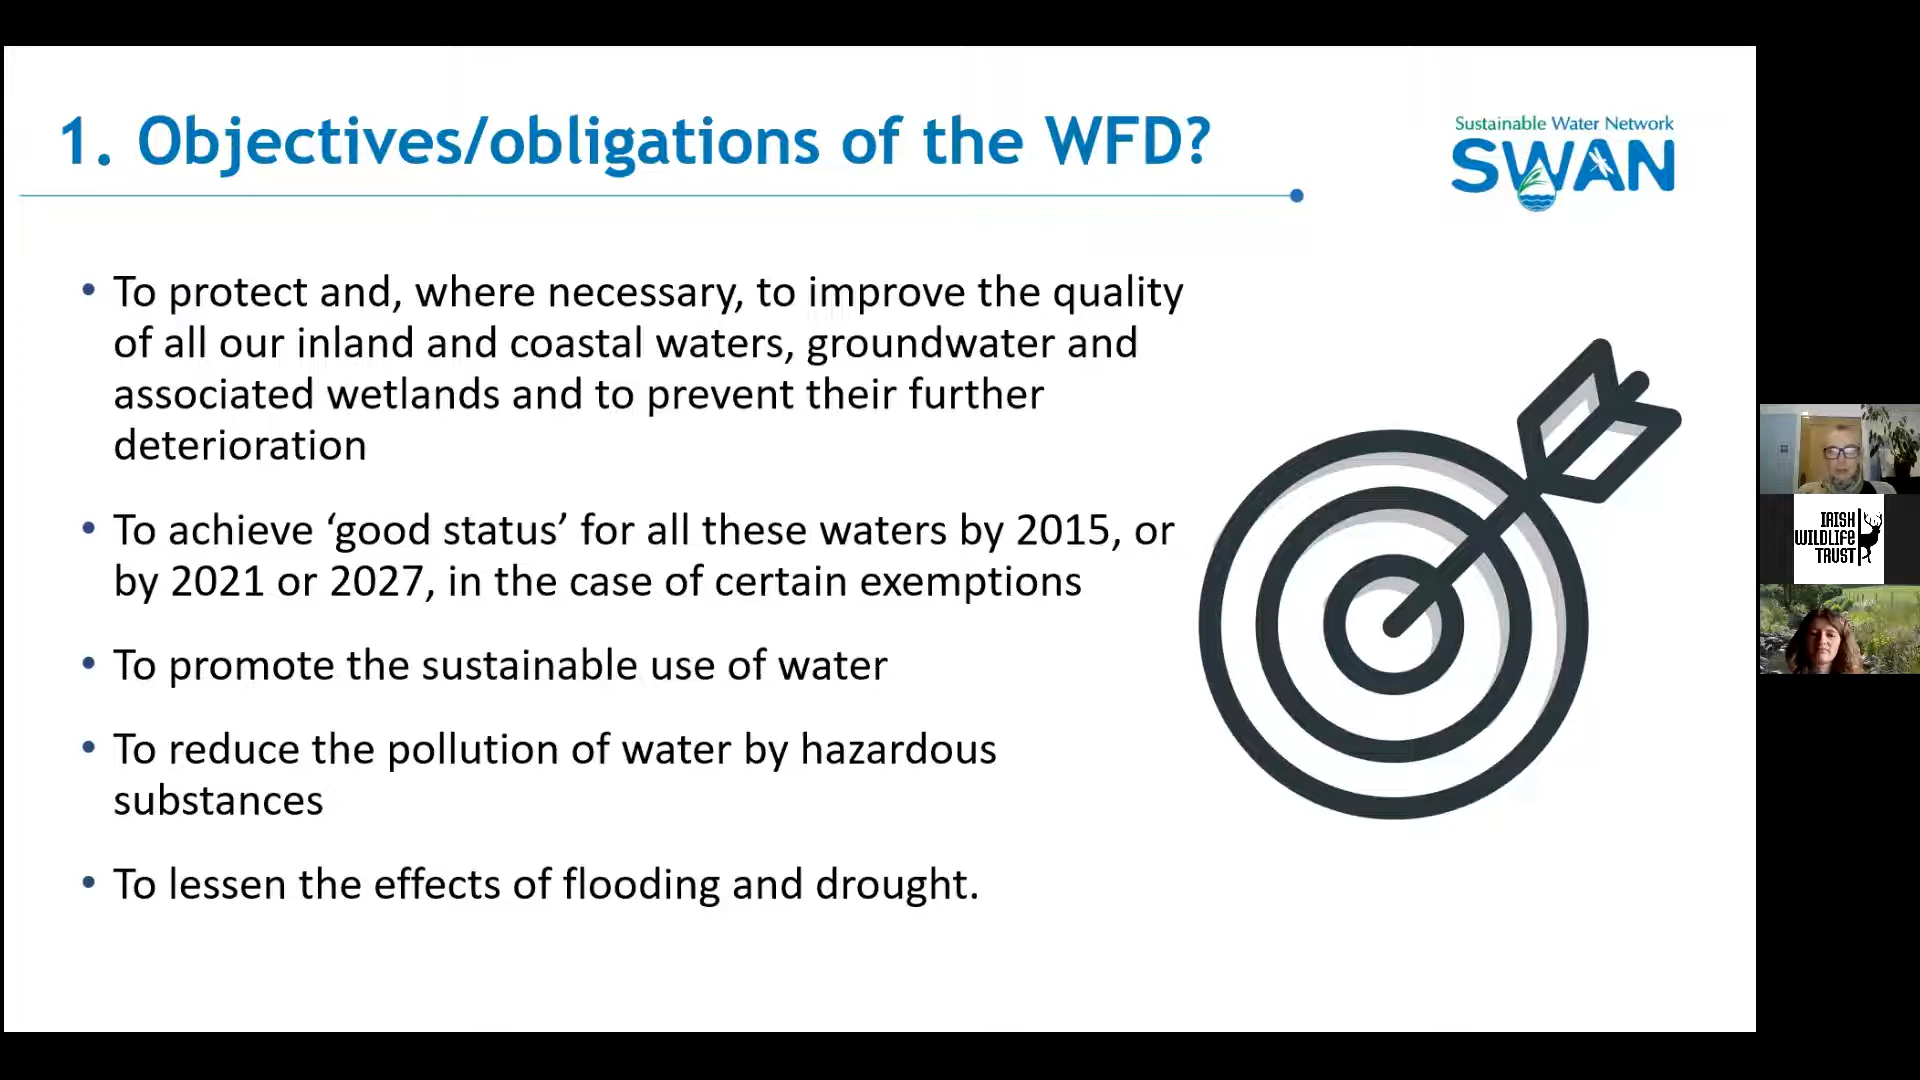 1. Objectives/obligations of the WFD?
Sustainable Water Network
SWAN
• To protect and, where necessary, to improve the quality
of all our inland and coastal waters, groundwater and
associated wetlands and to prevent their further
deterioration
• To achieve ‘good status’ for all these waters by 2015, or
by 2021 or 2027, in the case of certain exemptions
• To promote the sustainable use of water
• To reduce the pollution of water by hazardous
substances
• To lessen the effects of flooding and drought.
IRISH
WILDLIFE
TRUST